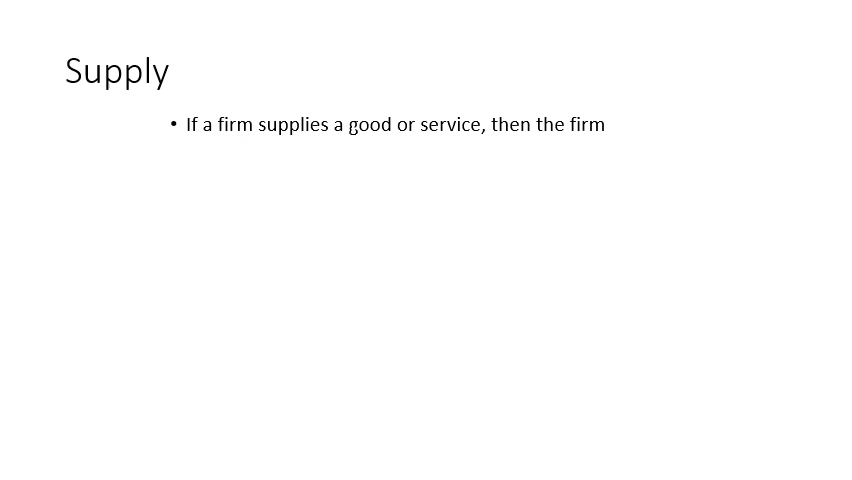 Supply
• If a firm supplies a good or service, then the firm